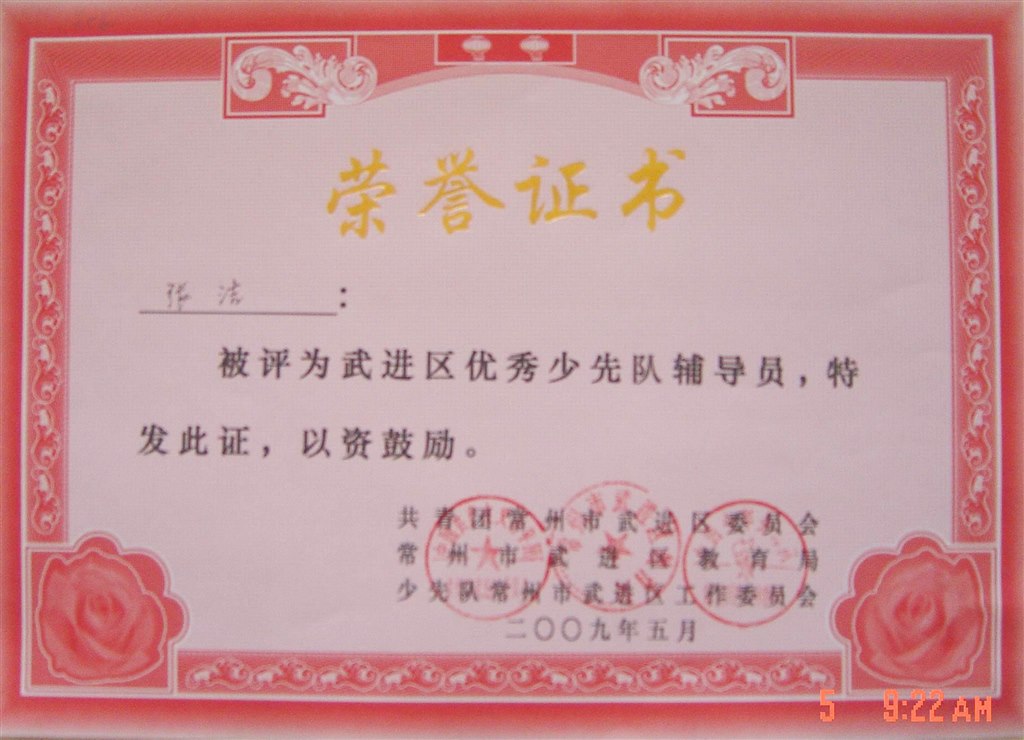 荣誉证书
张洁：
被评为武进区优秀少先队辅导员，特
发此证，以资鼓励。
共青团常州市武进区委员会
常州市武进区教育局
少先队常州市武进区工作委员会
二〇〇九年五月
5 9:22AM